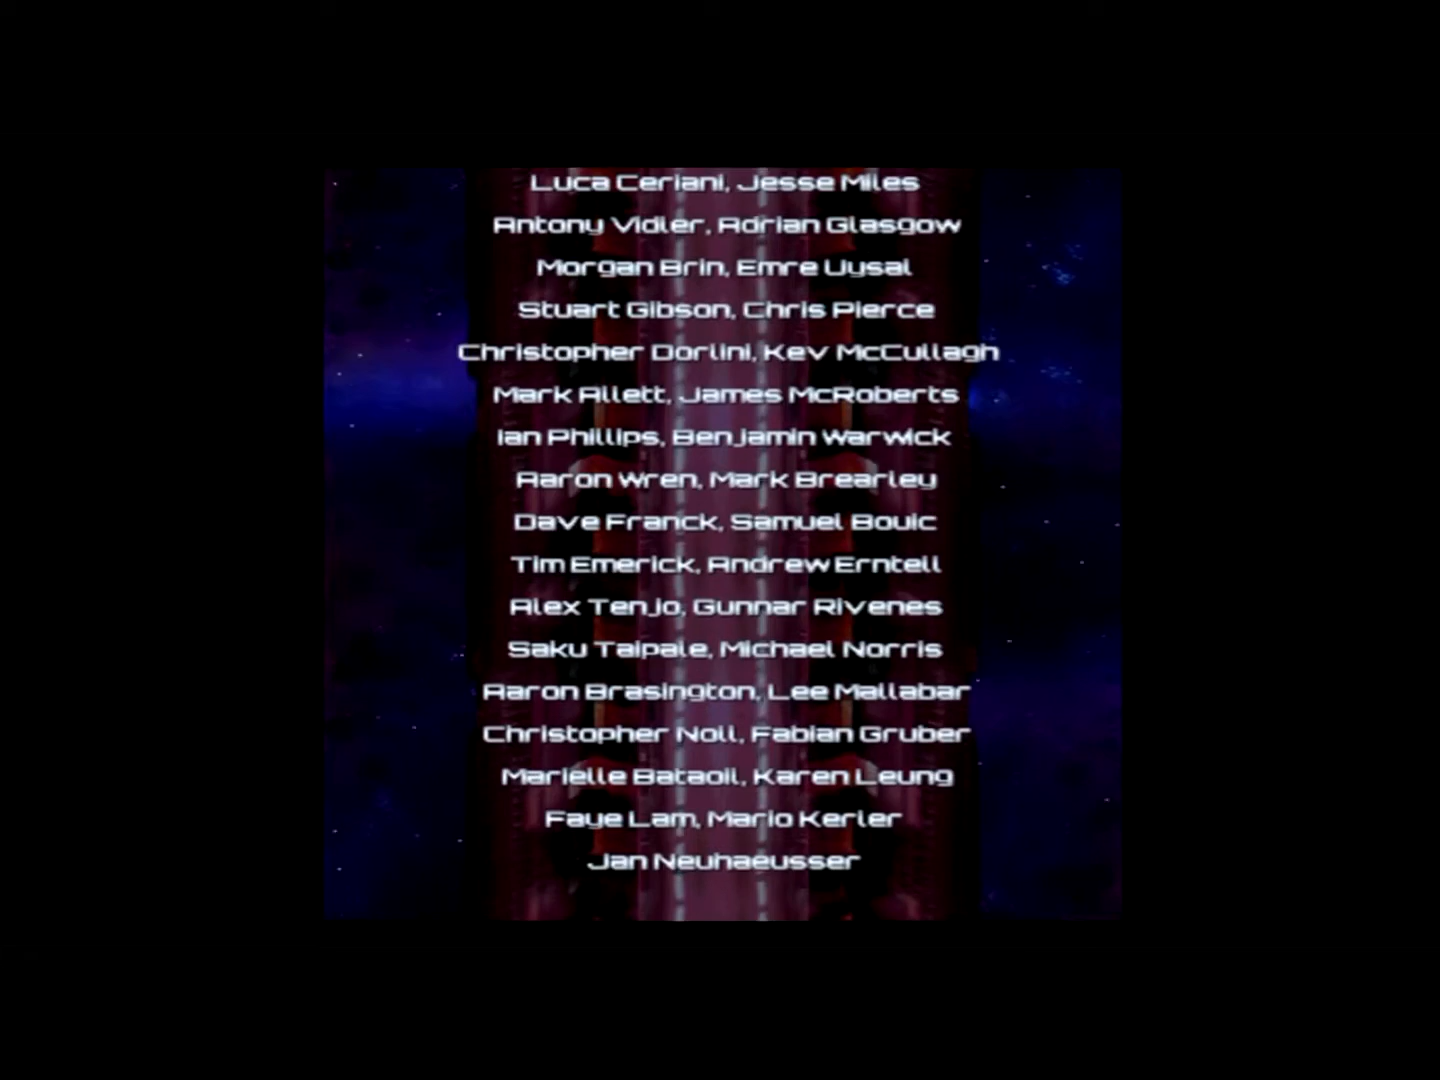 Luca Ceriani, Jesse Miles
Antony Vidler, Adrian Glasgow
Morgan Brin, Emre Uysal
Stuart Gibson, Chris Pierce
Christopher Dorlini, Kev McCullagh
Mark Allett, James McRoberts
Ian Phillips, Benjamin Warwick
Aaron Wren, Mark Brearley
Dave Franck, Samuel Bouic
Tim Emerick, Andrew Erntell
Alex Tenjo, Gunnar Rivenes
Saku Taipale, Michael Norris
Aaron Brasington, Lee Mallabar
Christopher Noll, Fabian Gruber
Marielle Bataoil, Karen Leung
Faye Lam, Mario Kerler
Jan Neuhaeusser